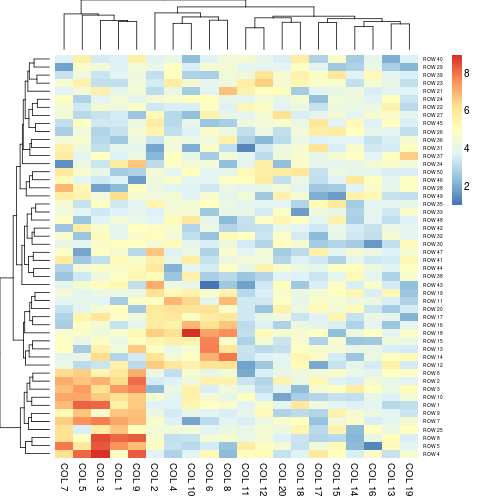 ROW 40
ROW 29
ROW 39
ROW 23
ROW 21
ROW 24
ROW 22
ROW 27
ROW 45
ROW 26
ROW 36
ROW 31
ROW 37
ROW 34
ROW 50
ROW 46
ROW 28
ROW 49
ROW 35
ROW 33
ROW 48
ROW 42
ROW 32
ROW 30
ROW 47
ROW 41
ROW 44
ROW 38
ROW 43
ROW 19
ROW 11
ROW 20
ROW 17
ROW 16
ROW 18
ROW 15
ROW 13
ROW 14
ROW 12
ROW 6
ROW 2
ROW 3
ROW 10
ROW 1
ROW 9
ROW 7
ROW 25
ROW 8
ROW 5
ROW 4
8
6
4
2
COL 7
COL 5
COL 3
COL 1
COL 9
COL 2
COL 4
COL 10
COL 6
COL 8
COL 11
COL 12
COL 20
COL 18
COL 17
COL 15
COL 14
COL 16
COL 13
COL 19